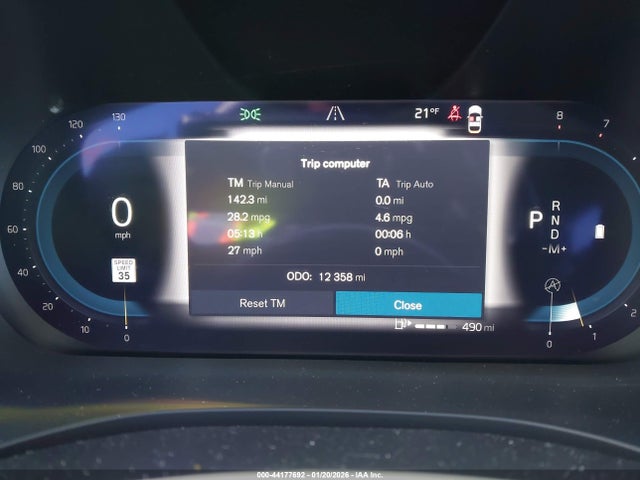 120 130 21°F 8 7
100
80
60
40
20
10
0
Trip computer
TM Trip Manual TA Trip Auto
142.3 mi 0.0 mi
28.2 mpg 4.6 mpg
05:13 h 00:06 h
27 mph 0 mph
ODO: 12 358 mi
Reset TM Close
0
mph
SPEED
LIMIT
35
R
P N
D
-M+
A
2
1
0
490 mi
000-44177692 - 01/20/2026 - IAA Inc.